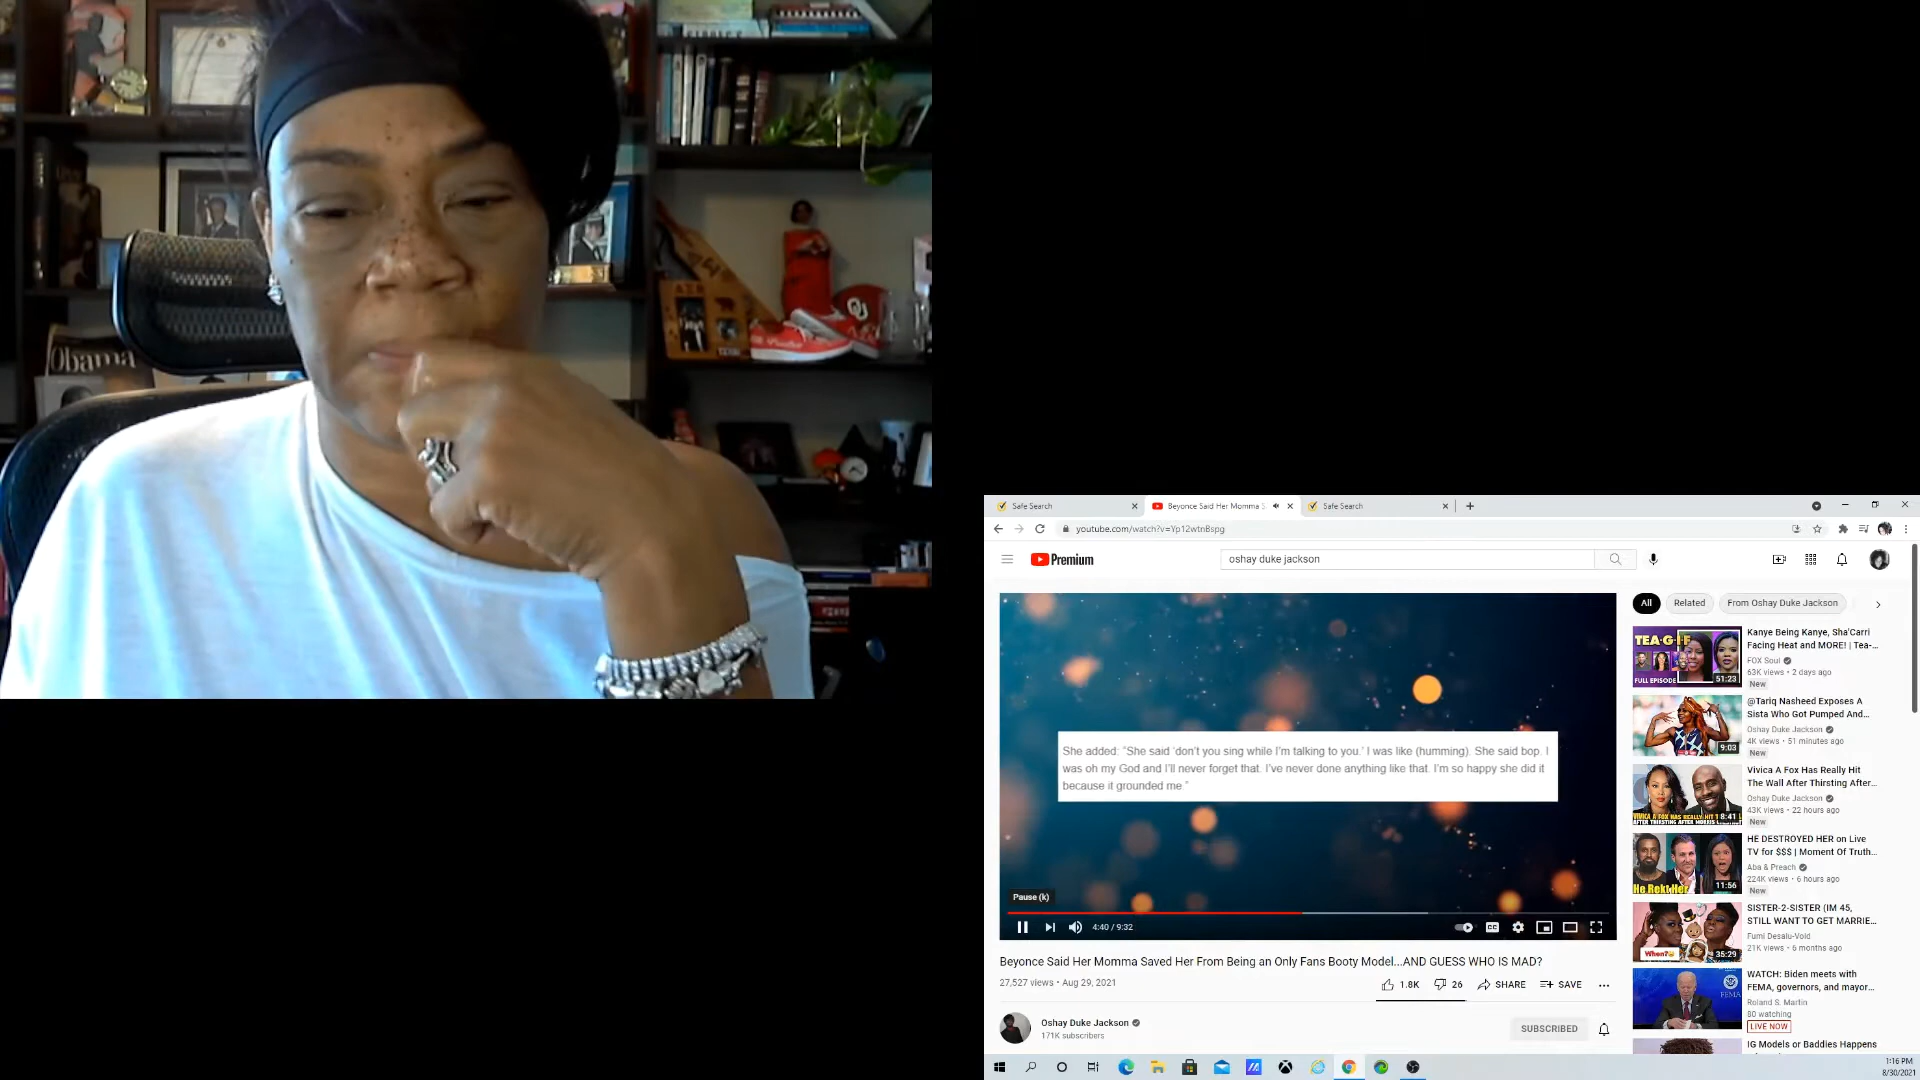 Obama
OU
Safe Search
Beyonce Said Her Momma S
Safe Search
youtube.com/watch?v=Yp12wtnBspg
Premium
oshay duke jackson
She added: “She said ‘don’t you sing while I’m talking to you.’ I was like (humming). She said bop. I
was oh my God and I’ll never forget that. I’ve never done anything like that. I’m so happy she did it
because it grounded me.”
Pause (k)
4:40 / 9:32
Beyonce Said Her Momma Saved Her From Being an Only Fans Booty Model...AND GUESS WHO IS MAD?
27,527 views • Aug 29, 2021
1.8K
26
SHARE
SAVE
Oshay Duke Jackson
171K subscribers
SUBSCRIBED
All
Related
From Oshay Duke Jackson
TEA-G-IF
FULL EPISODE
51:23
Kanye Being Kanye, Sha'Carri
Facing Heat and MORE! | Tea-...
FOX Soul
63K views • 2 days ago
New
9:03
@Tariq Nasheed Exposes A
Sista Who Got Pumped And...
Oshay Duke Jackson
4K views • 51 minutes ago
New
8:41
Vivica A Fox Has Really Hit
The Wall After Thirsting After...
Oshay Duke Jackson
43K views • 22 hours ago
New
He Rekt Her
11:56
HE DESTROYED HER on Live
TV for $$$ | Moment Of Truth...
Aba & Preach
224K views • 6 hours ago
New
When?
35:29
SISTER-2-SISTER (IM 45,
STILL WANT TO GET MARRIE...
Fumi Desalu-Vold
21K views • 6 months ago
FEMA
WATCH: Biden meets with
FEMA, governors, and mayor...
Roland S. Martin
80 watching
LIVE NOW
IG Models or Baddies Happens
1:16 PM
8/30/2021